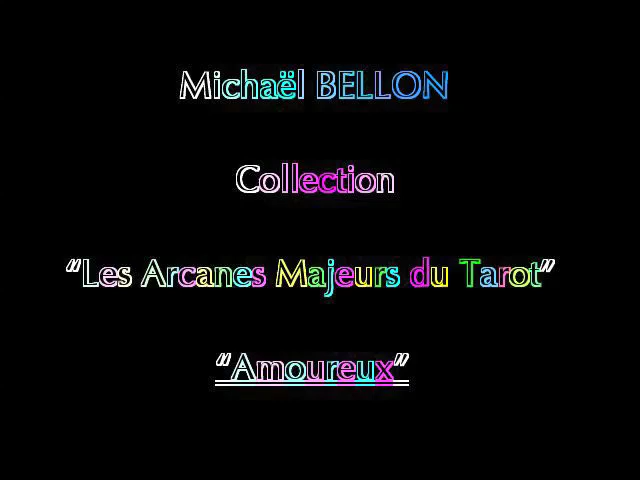 Michaël BELLON
Collection
“Les Arcanes Majeurs du Tarot”
“Amoureux”